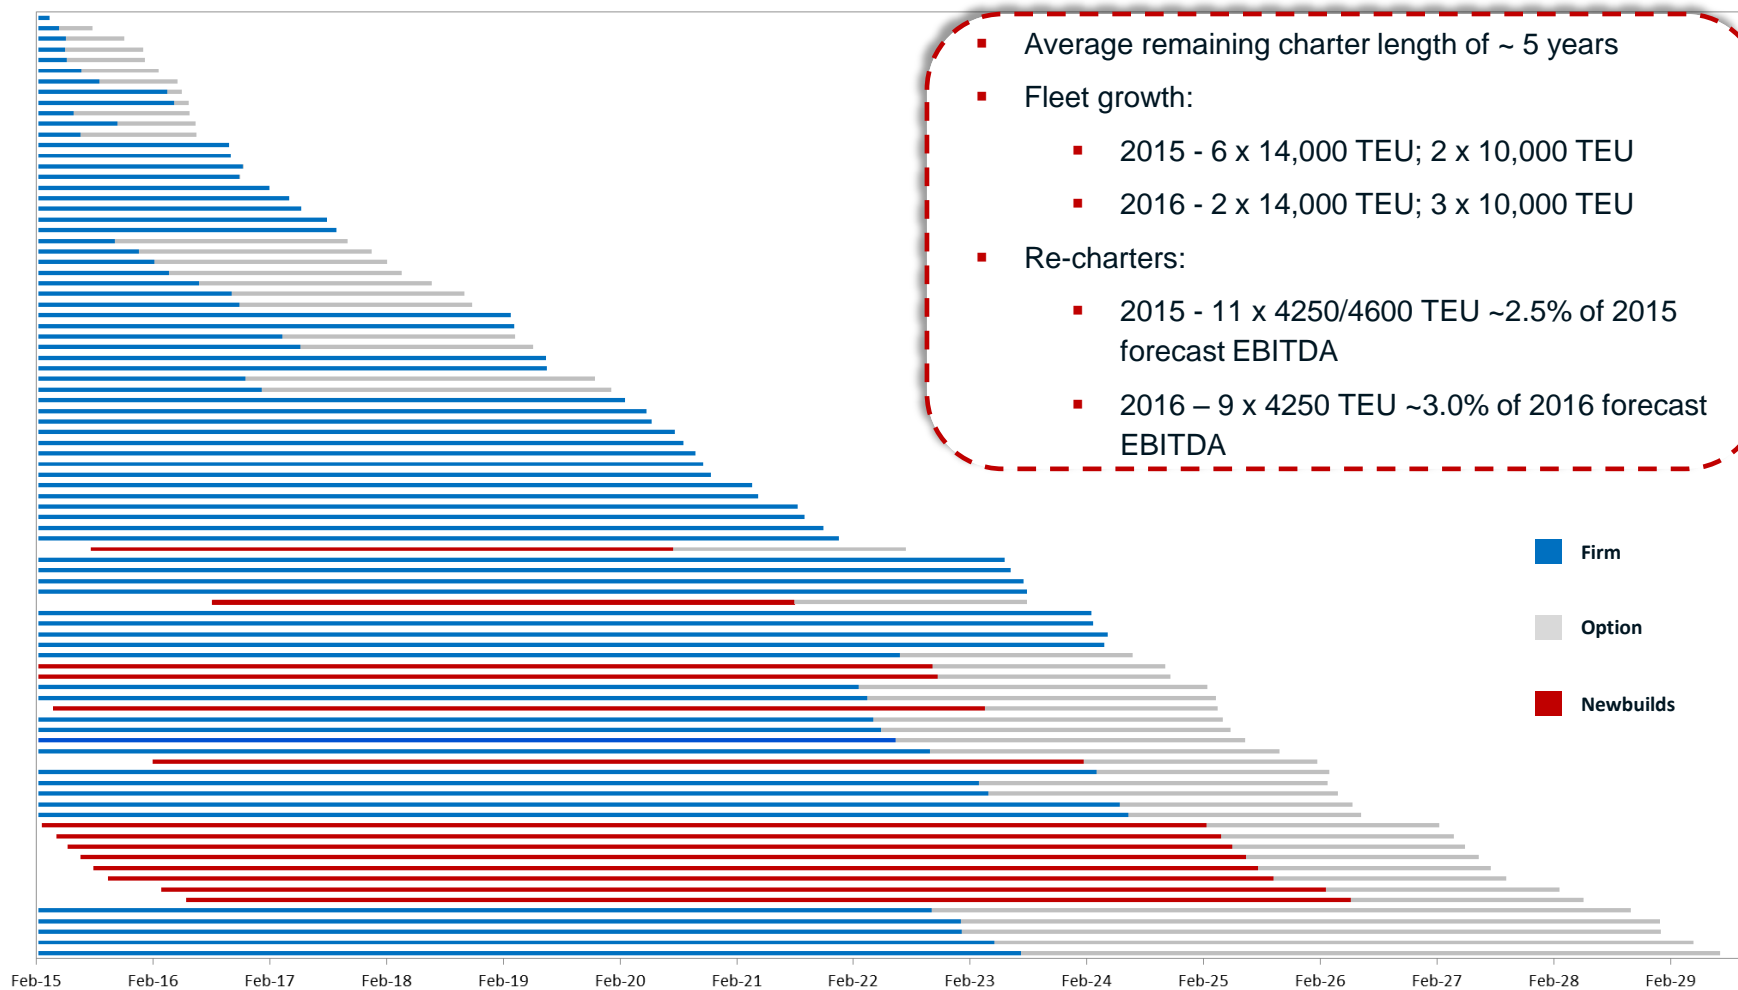 Average remaining charter length of ~ 5 years
Fleet growth:
2015 - 6 x 14,000 TEU; 2 x 10,000 TEU
2016 - 2 x 14,000 TEU; 3 x 10,000 TEU
Re-charters:
2015 - 11 x 4250/4600 TEU ~2.5% of 2015
forecast EBITDA
2016 – 9 x 4250 TEU ~3.0% of 2016 forecast
EBITDA
Firm
Option
Newbuilds
Feb-15 Feb-16 Feb-17 Feb-18 Feb-19 Feb-20 Feb-21 Feb-22 Feb-23 Feb-24 Feb-25 Feb-26 Feb-27 Feb-28 Feb-29